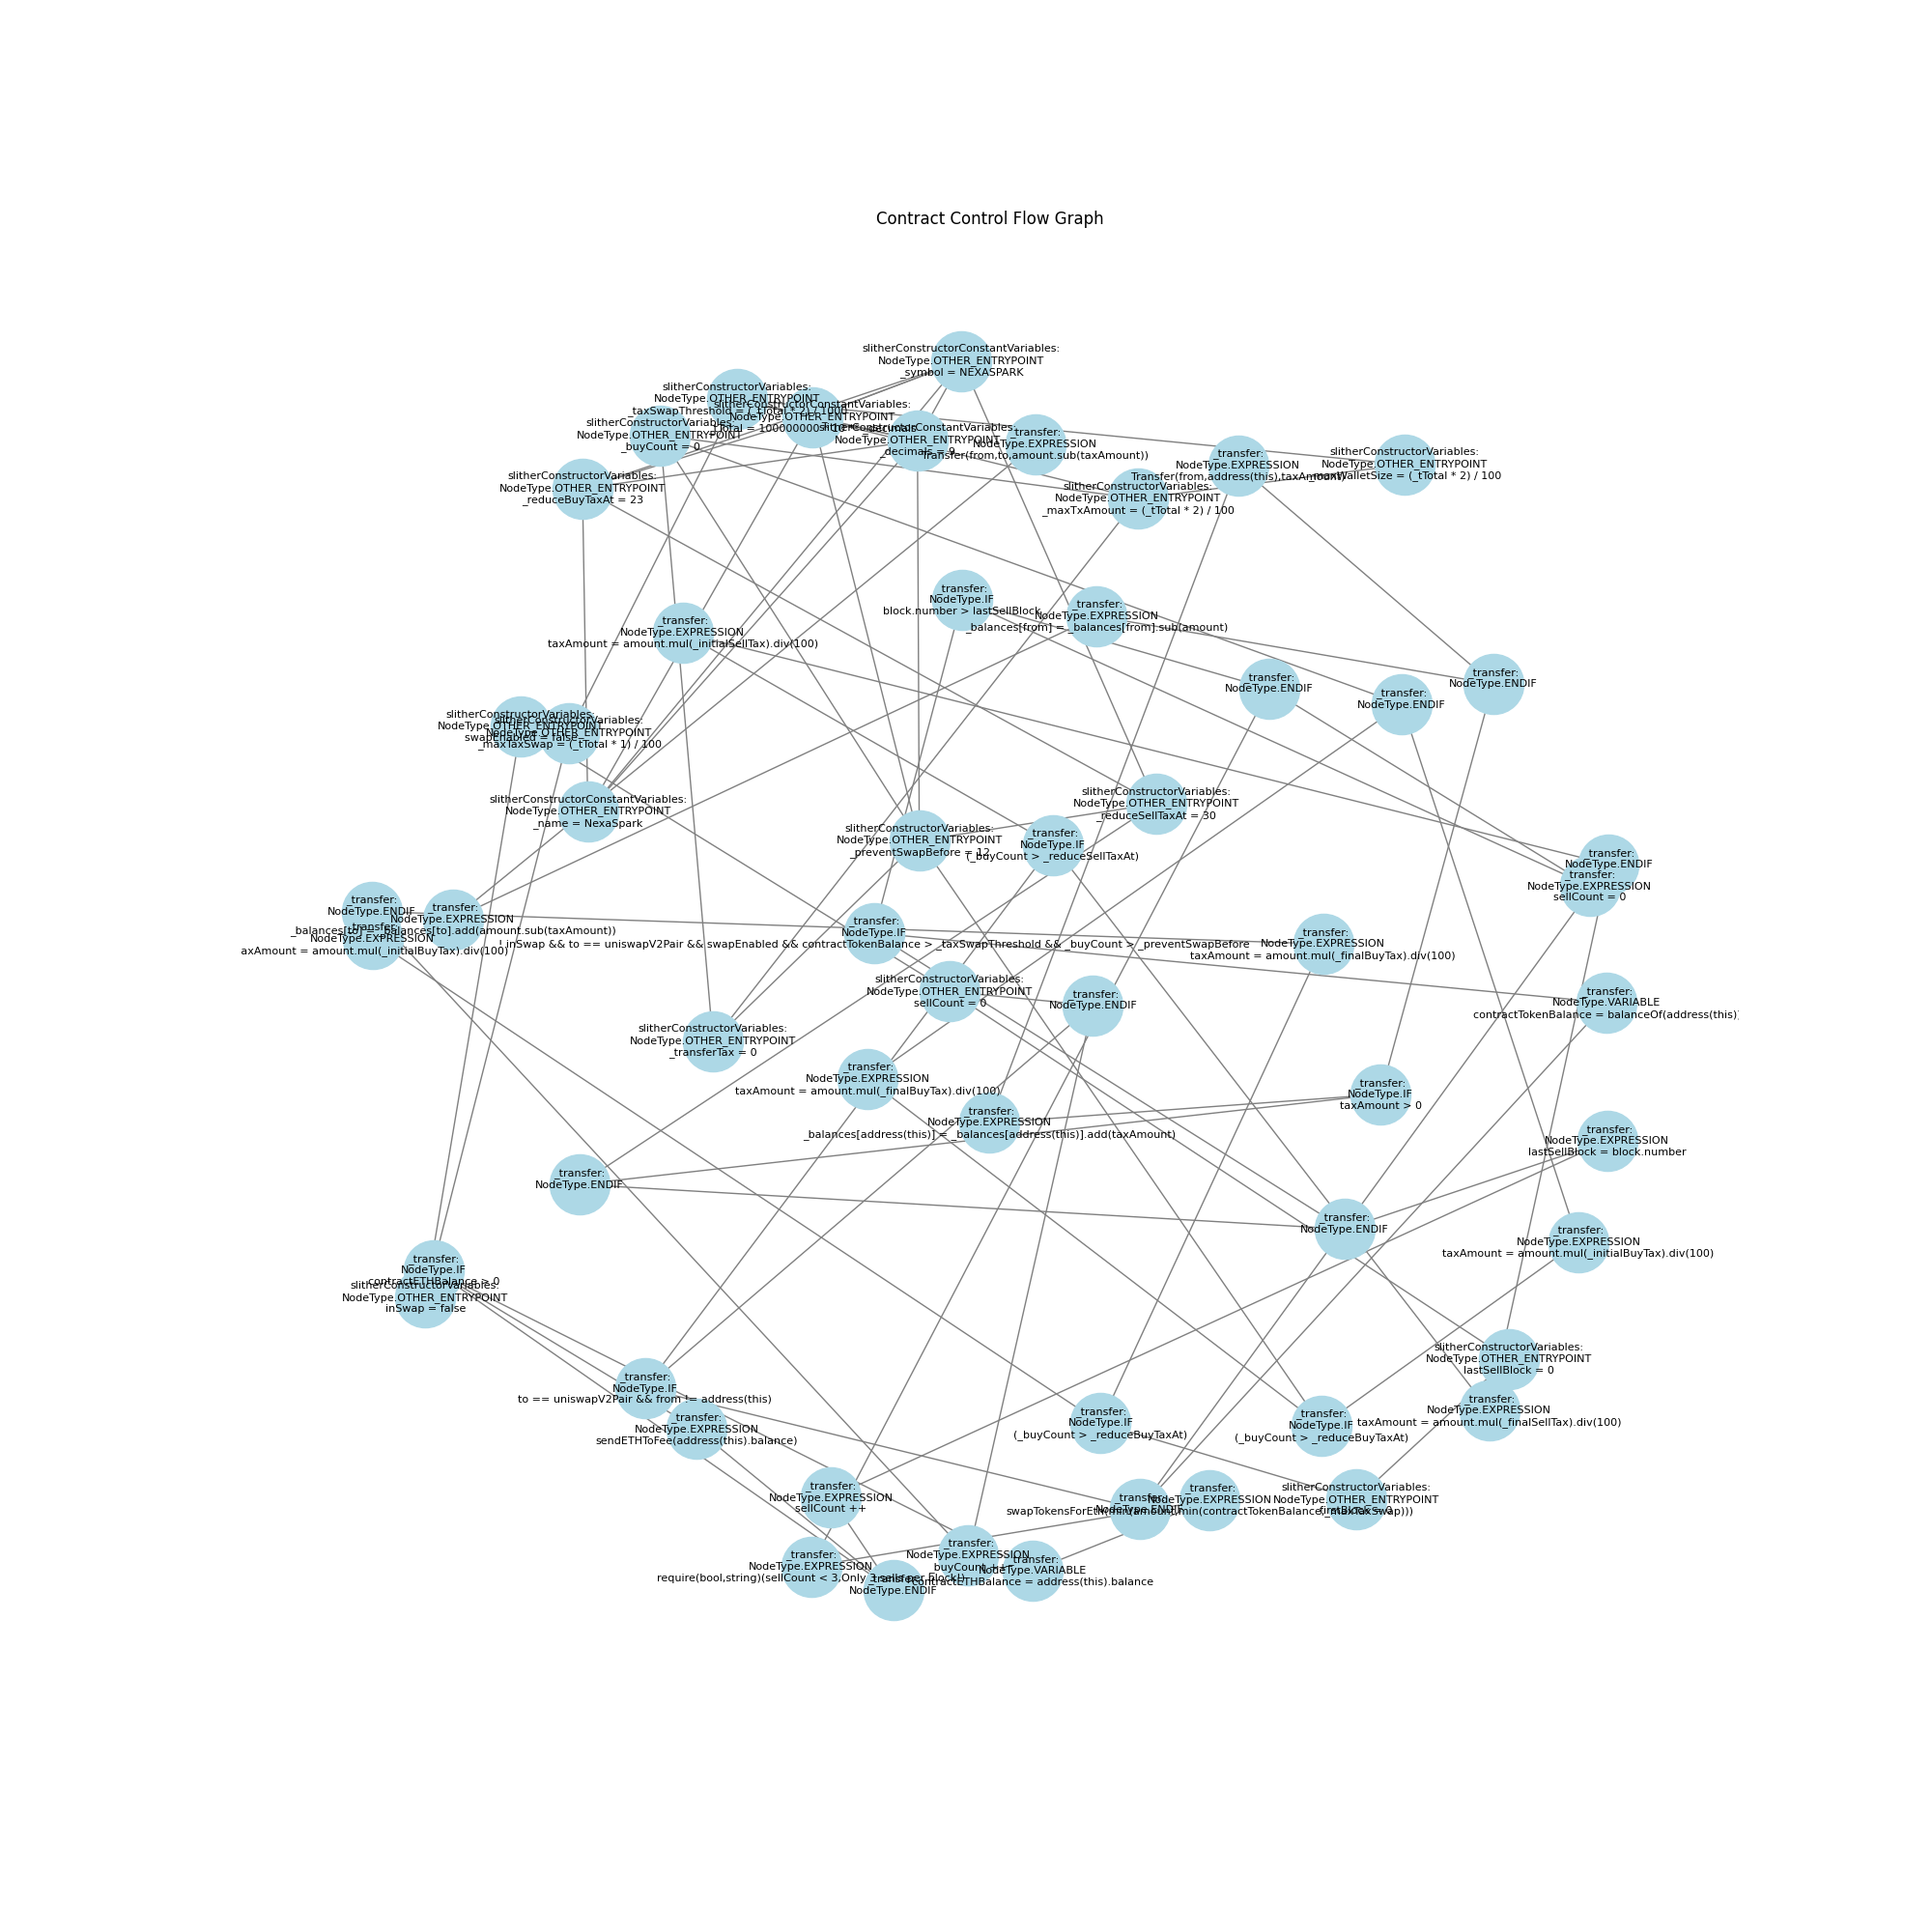 Contract Control Flow Graph
slitherConstructorConstantVariables:
NodeType.OTHER_ENTRYPOINT
_symbol = NEXASPARK
slitherConstructorVariables:
NodeType.OTHER_ENTRYPOINT
_taxSwapThreshold = (_tTotal * 2) / 1000
slitherConstructorConstantVariables:
NodeType.OTHER_ENTRYPOINT
slitherConstructorVariables:
NodeType.OTHER_ENTRYPOINT
_buyCount = 0
slitherConstructorConstantVariables:
NodeType.OTHER_ENTRYPOINT
_decimals = 9
_transfer:
NodeType.EXPRESSION
Transfer(from,to,amount.sub(taxAmount))
_transfer:
NodeType.EXPRESSION
Transfer(from,address(this),taxAmount)
slitherConstructorVariables:
NodeType.OTHER_ENTRYPOINT
_maxWalletSize = (_tTotal * 2) / 100
slitherConstructorVariables:
NodeType.OTHER_ENTRYPOINT
_reduceBuyTaxAt = 23
slitherConstructorVariables:
NodeType.OTHER_ENTRYPOINT
_maxTxAmount = (_tTotal * 2) / 100
_transfer:
NodeType.IF
block.number > lastSellBlock
_transfer:
NodeType.EXPRESSION
_balances[from] = _balances[from].sub(amount)
_transfer:
NodeType.EXPRESSION
taxAmount = amount.mul(_initialSellTax).div(100)
_transfer:
NodeType.ENDIF
_transfer:
NodeType.ENDIF
_transfer:
NodeType.ENDIF
slitherConstructorVariables:
NodeType.OTHER_ENTRYPOINT
swapEnabled = false
slitherConstructorVariables:
NodeType.OTHER_ENTRYPOINT
_maxTaxSwap = (_tTotal * 1) / 100
slitherConstructorConstantVariables:
NodeType.OTHER_ENTRYPOINT
_name = NexaSpark
slitherConstructorVariables:
NodeType.OTHER_ENTRYPOINT
_reduceSellTaxAt = 30
slitherConstructorVariables:
NodeType.OTHER_ENTRYPOINT
_preventSwapBefore = 12
_transfer:
NodeType.IF
(_buyCount > _reduceSellTaxAt)
_transfer:
NodeType.ENDIF
_transfer:
NodeType.EXPRESSION
sellCount = 0
_transfer:
NodeType.ENDIF
_transfer:
NodeType.EXPRESSION
_balances[to] = _balances[to].add(amount.sub(taxAmount))
_transfer:
NodeType.EXPRESSION
axAmount = amount.mul(_initialBuyTax).div(100)
_transfer:
NodeType.IF
! inSwap && to == uniswapV2Pair && swapEnabled && contractTokenBalance > _taxSwapThreshold && _buyCount > _preventSwapBefore
_transfer:
NodeType.EXPRESSION
taxAmount = amount.mul(_finalBuyTax).div(100)
slitherConstructorVariables:
NodeType.OTHER_ENTRYPOINT
sellCount = 0
_transfer:
NodeType.ENDIF
_transfer:
NodeType.VARIABLE
contractTokenBalance = balanceOf(address(this)
slitherConstructorVariables:
NodeType.OTHER_ENTRYPOINT
_transferTax = 0
_transfer:
NodeType.EXPRESSION
taxAmount = amount.mul(_finalBuyTax).div(100)
_transfer:
NodeType.IF
taxAmount > 0
_transfer:
NodeType.EXPRESSION
_balances[address(this)] = _balances[address(this)].add(taxAmount)
_transfer:
NodeType.EXPRESSION
lastSellBlock = block.number
_transfer:
NodeType.ENDIF
_transfer:
NodeType.ENDIF
_transfer:
NodeType.EXPRESSION
taxAmount = amount.mul(_initialBuyTax).div(100)
_transfer:
NodeType.IF
contractETHBalance > 0
slitherConstructorVariables:
NodeType.OTHER_ENTRYPOINT
inSwap = false
slitherConstructorVariables:
NodeType.OTHER_ENTRYPOINT
lastSellBlock = 0
_transfer:
NodeType.IF
to == uniswapV2Pair && from != address(this)
_transfer:
NodeType.EXPRESSION
sendETHToFee(address(this).balance)
_transfer:
NodeType.IF
(_buyCount > _reduceBuyTaxAt)
_transfer:
NodeType.IF
(_buyCount > _reduceBuyTaxAt)
_transfer:
NodeType.EXPRESSION
taxAmount = amount.mul(_finalSellTax).div(100)
_transfer:
NodeType.EXPRESSION
sellCount ++
_transfer:
NodeType.ENDIF
_transfer:
NodeType.EXPRESSION
swapTokensForEth(min(amount,min(contractTokenBalance,_maxTaxSwap)))
slitherConstructorVariables:
NodeType.OTHER_ENTRYPOINT
_transfer:
NodeType.EXPRESSION
require(bool,string)(sellCount < 3,Only 3 sells per block!)
_transfer:
NodeType.ENDIF
_transfer:
NodeType.EXPRESSION
_transfer:
NodeType.VARIABLE
contractETHBalance = address(this).balance